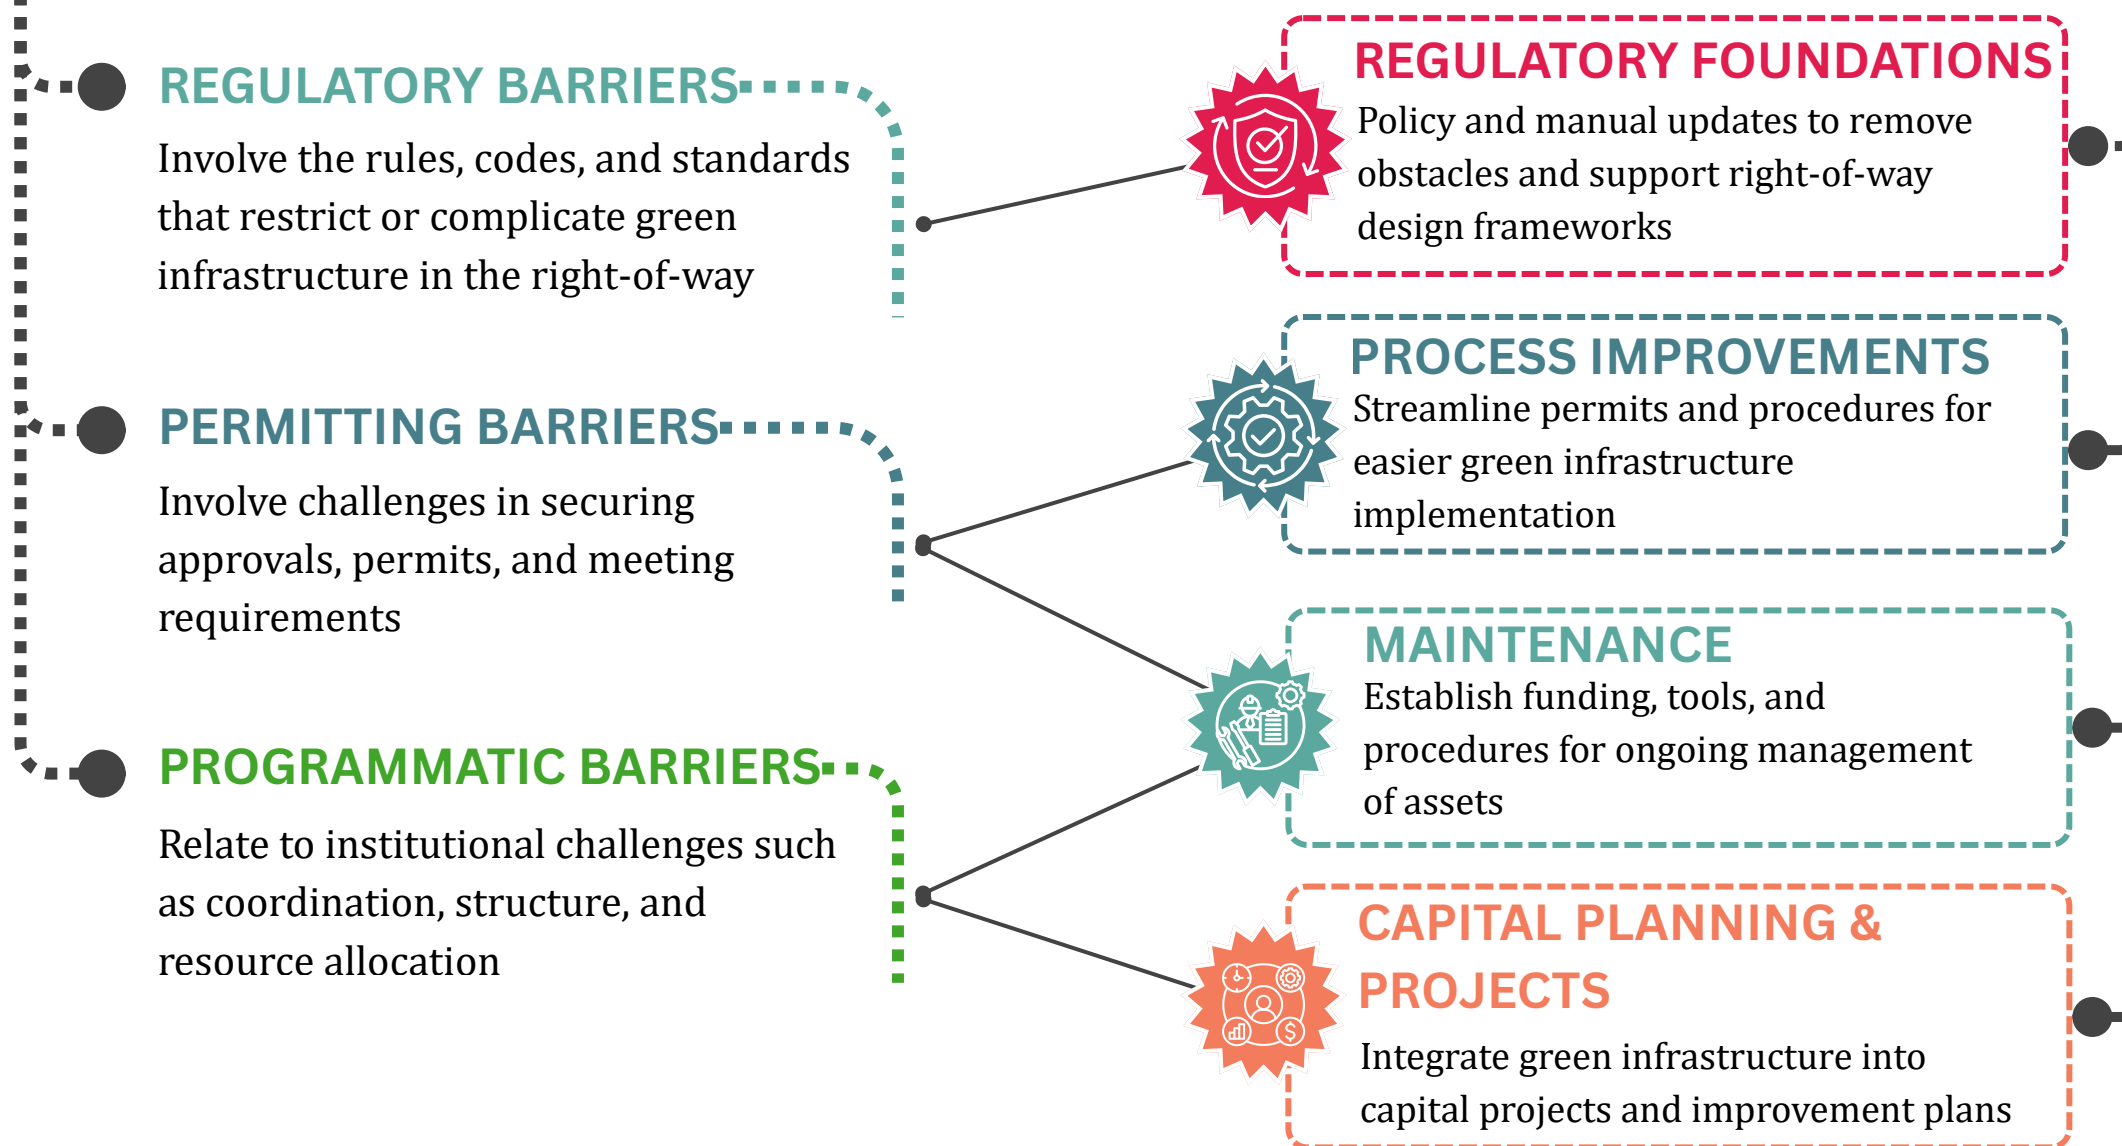 REGULATORY BARRIERS
Involve the rules, codes, and standards
that restrict or complicate green
infrastructure in the right-of-way
PERMITTING BARRIERS
Involve challenges in securing
approvals, permits, and meeting
requirements
PROGRAMMATIC BARRIERS
Relate to institutional challenges such
as coordination, structure, and
resource allocation
REGULATORY FOUNDATIONS
Policy and manual updates to remove
obstacles and support right-of-way
design frameworks
PROCESS IMPROVEMENTS
Streamline permits and procedures for
easier green infrastructure
implementation
MAINTENANCE
Establish funding, tools, and
procedures for ongoing management
of assets
CAPITAL PLANNING &
PROJECTS
Integrate green infrastructure into
capital projects and improvement plans